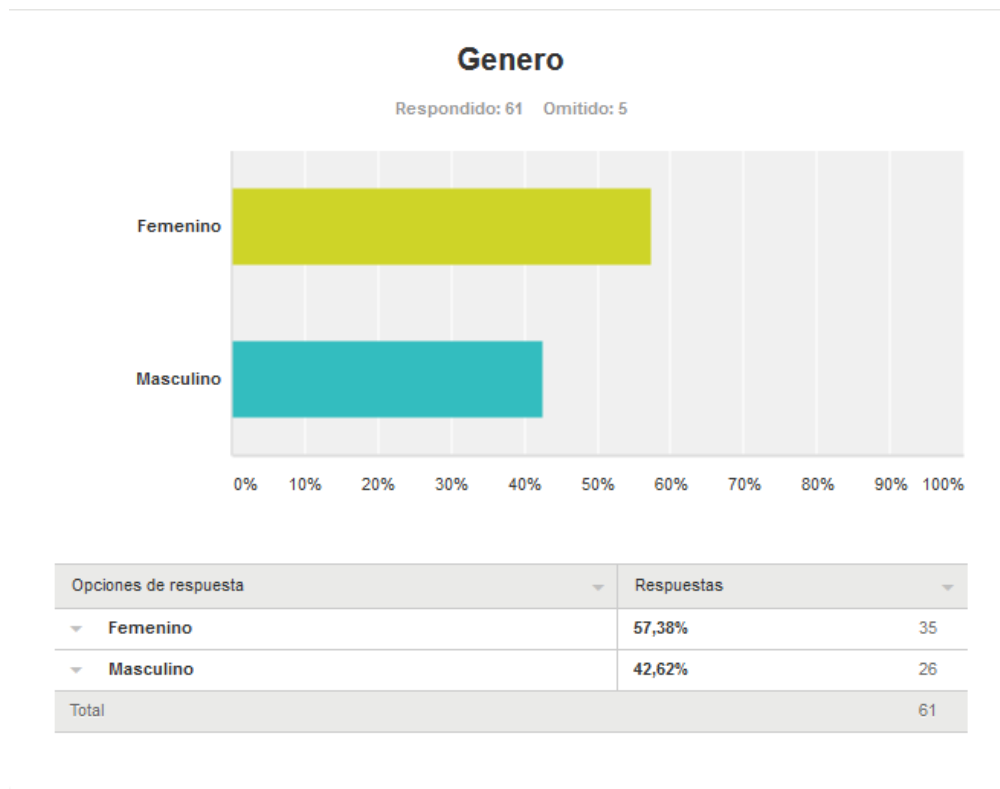 Genero
Respondido: 61 Omitido: 5
Femenino
Masculino
0% 10% 20% 30% 40% 50% 60% 70% 80% 90% 100%
Opciones de respuesta Respuestas
Femenino 57,38% 35
Masculino 42,62% 26
Total 61